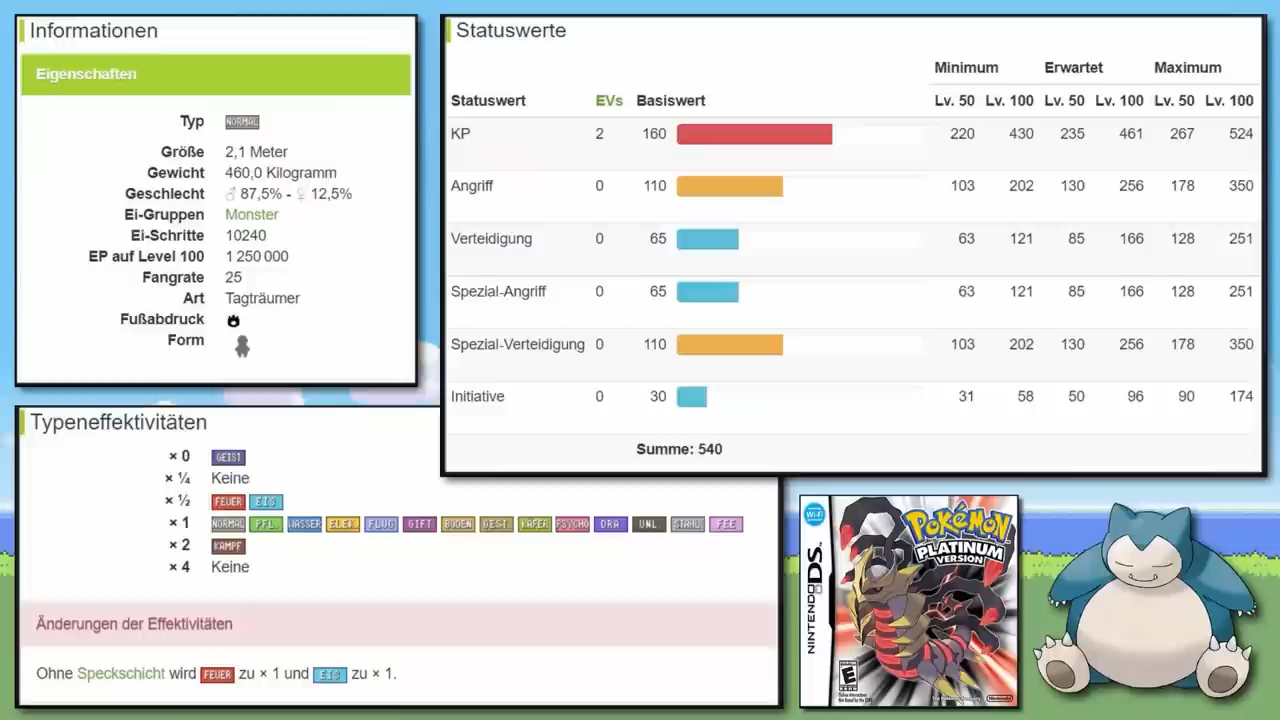 Informationen
Eigenschaften
Typ NORMAL
Größe 2,1 Meter
Gewicht 460,0 Kilogramm
Geschlecht ♂ 87,5% - ♀ 12,5%
Ei-Gruppen Monster
Ei-Schritte 10240
EP auf Level 100 1 250 000
Fangrate 25
Art Tagträumer
Fußabdruck
Form
Statuswerte
Minimum Erwartet Maximum
Statuswert EVs Basiswert Lv. 50 Lv. 100 Lv. 50 Lv. 100 Lv. 50 Lv. 100
KP 2 160 220 430 235 461 267 524
Angriff 0 110 103 202 130 256 178 350
Verteidigung 0 65 63 121 85 166 128 251
Spezial-Angriff 0 65 63 121 85 166 128 251
Spezial-Verteidigung 0 110 103 202 130 256 178 350
Initiative 0 30 31 58 50 96 90 174
Summe: 540
Typeneffektivitäten
× 0 GEIST
× ¼ Keine
× ½ FEUER EIS
× 1 NORMAL PFL. WASSER ELEK. FLUG GIFT BODEN GEST. KÄFER PSYCHO DRA. UNL. STAHL FEE
× 2 KAMPF
× 4 Keine
Änderungen der Effektivitäten
Ohne Speckschicht wird FEUER zu × 1 und EIS zu × 1.
Wi-Fi
NINTENDO DS
POKéMON
PLATINUM
VERSION
E
Nintendo